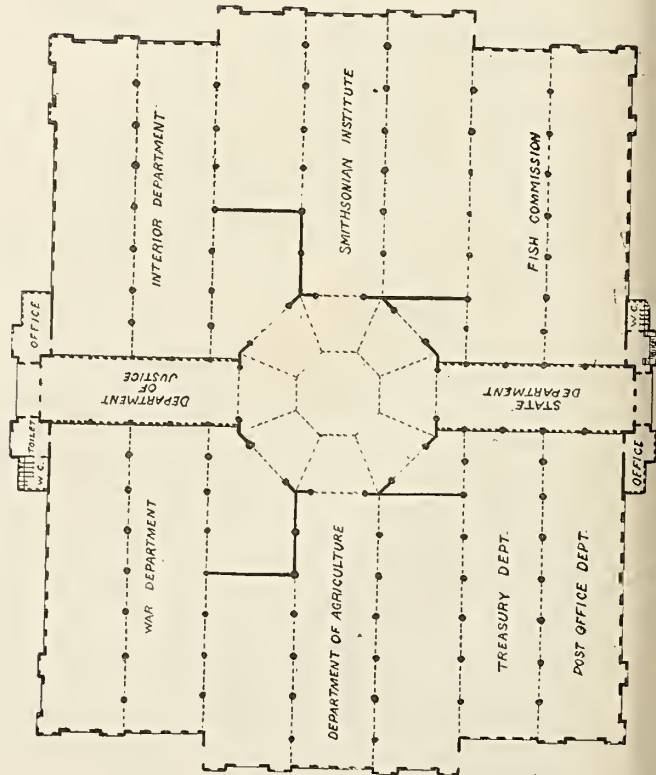 INTERIOR DEPARTMENT
SMITHSONIAN INSTITUTE
FISH COMMISSION
OFFICE
W.C.
DEPARTMENT
OF
JUSTICE
STATE
DEPARTMENT
TOILET
W.C.
OFFICE
WAR DEPARTMENT
DEPARTMENT OF AGRICULTURE
TREASURY DEPT.
POST OFFICE DEPT.